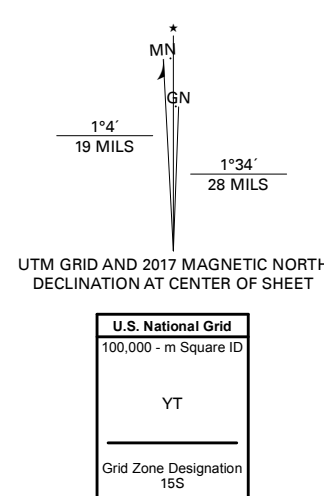 ★
MN
GN
1°4´
19 MILS
1°34´
28 MILS
UTM GRID AND 2017 MAGNETIC NORTH
DECLINATION AT CENTER OF SHEET
U.S. National Grid
100,000 - m Square ID
YT
Grid Zone Designation
15S